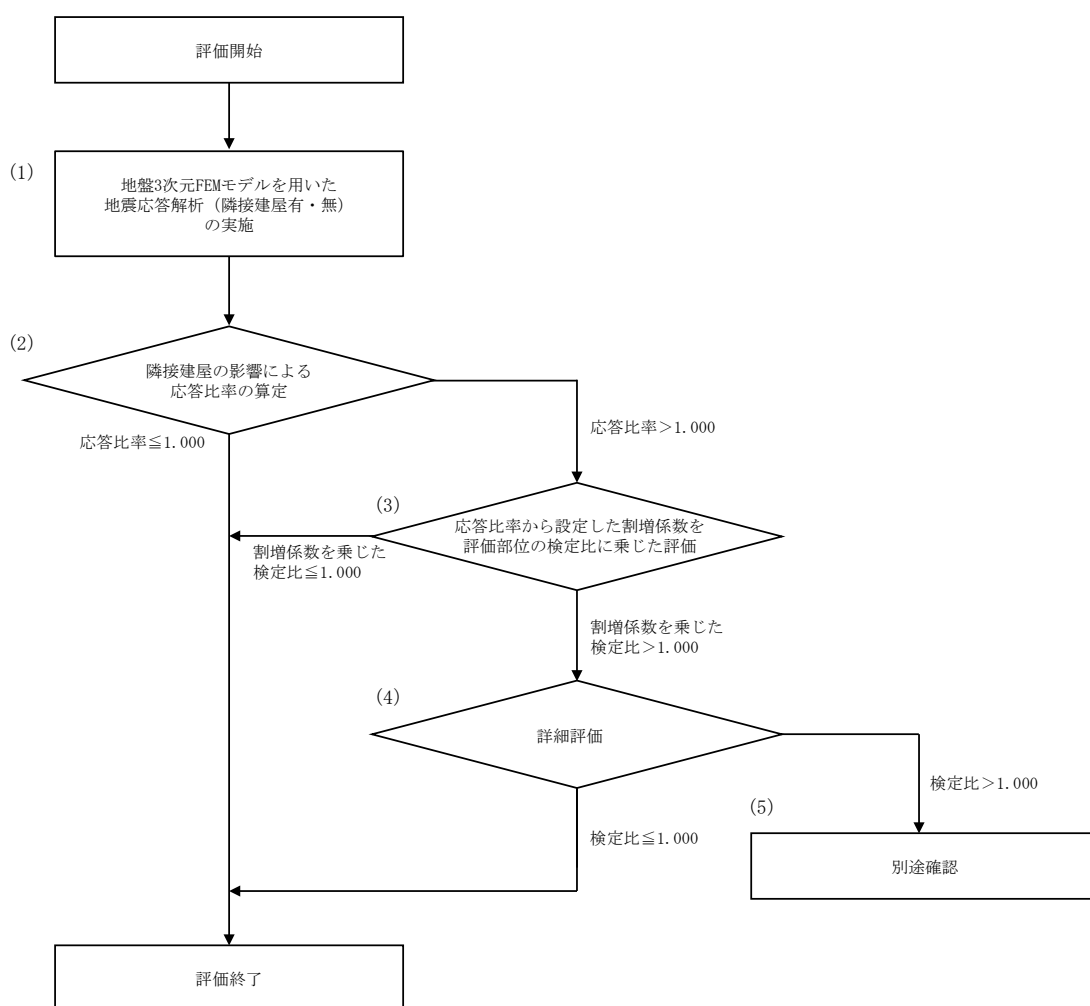 評価開始
(1)
地盤3次元FEMモデルを用いた
地震応答解析（隣接建屋有・無）
の実施
(2)
隣接建屋の影響による
応答比率の算定
応答比率≦1.000
応答比率＞1.000
(3)
応答比率から設定した割増係数を
評価部位の検定比に乗じた評価
割増係数を乗じた
検定比≦1.000
割増係数を乗じた
検定比＞1.000
(4)
詳細評価
検定比＞1.000
検定比≦1.000
(5)
別途確認
評価終了